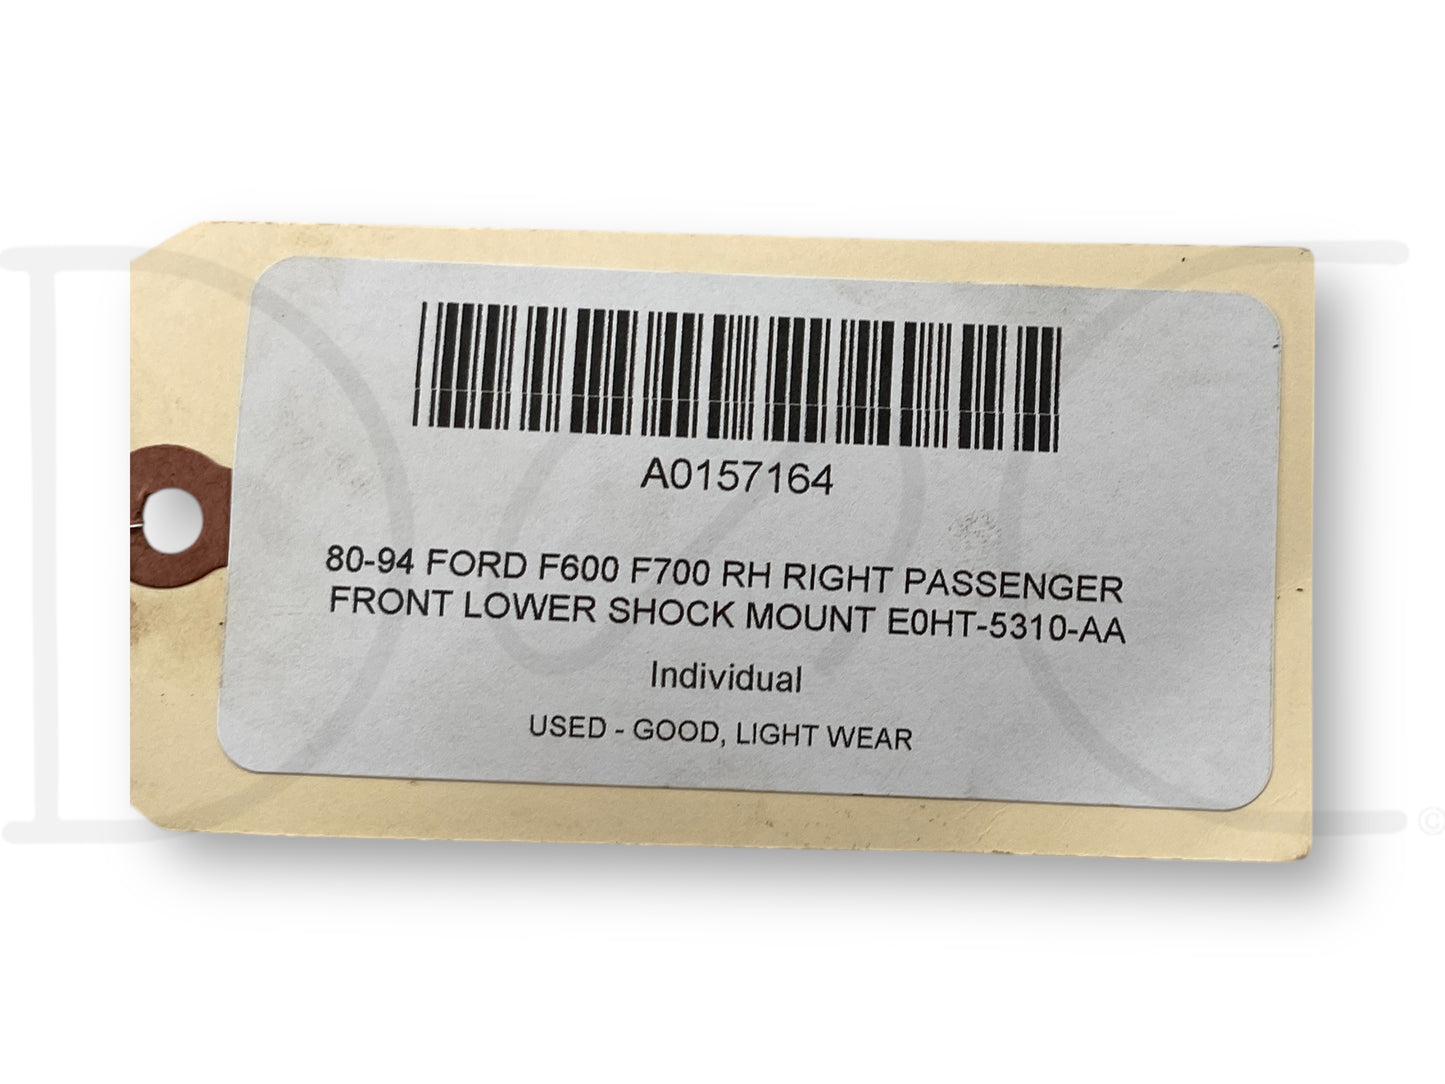 A0157164
80-94 FORD F600 F700 RH RIGHT PASSENGER
FRONT LOWER SHOCK MOUNT E0HT-5310-AA
Individual
USED - GOOD, LIGHT WEAR
©